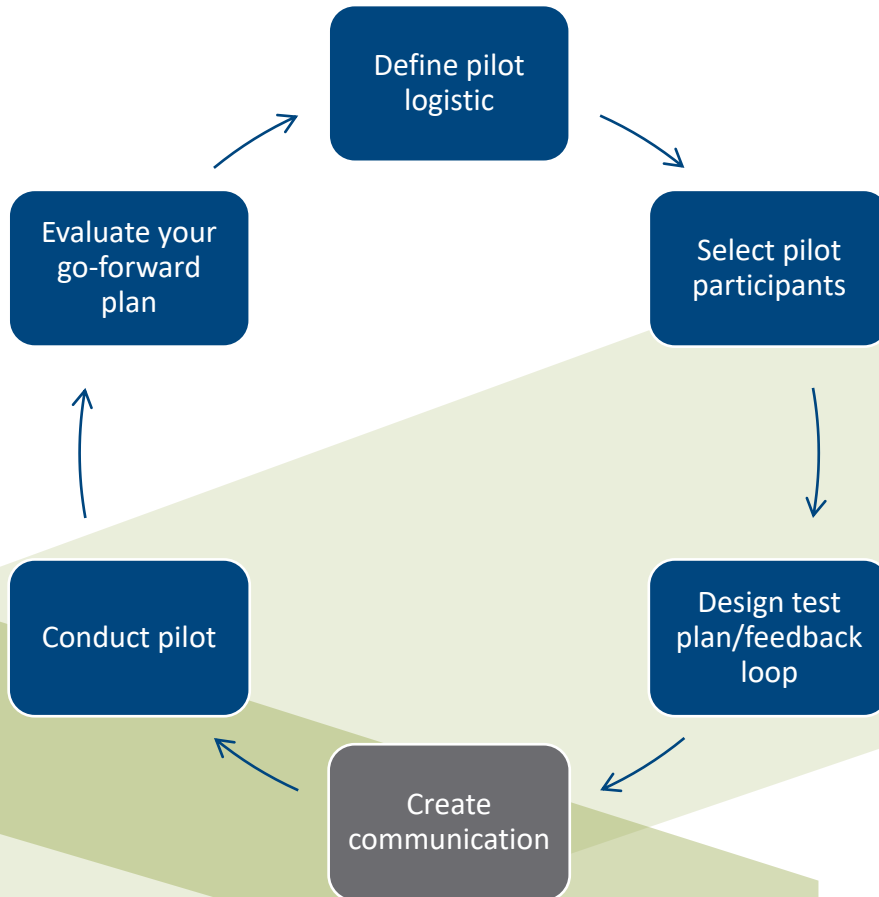 Define pilot
logistic
Select pilot
participants
Design test
plan/feedback
loop
Create
communication
Conduct pilot
Evaluate your
go-forward
plan